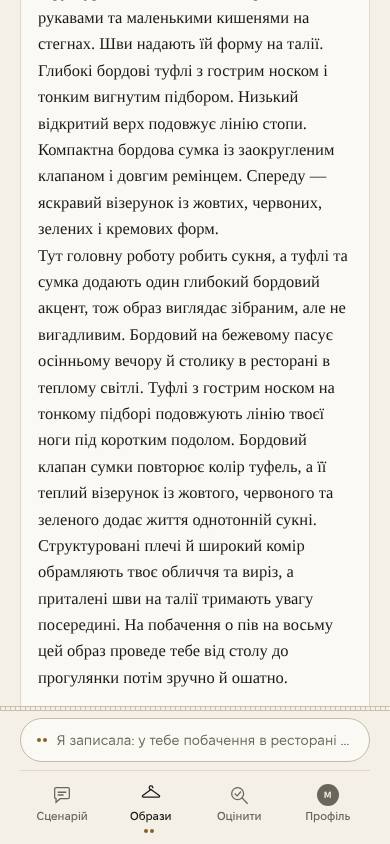 рукавами та маленькими кишенями на
стегнах. Шви надають їй форму на талії.
Глибокі бордові туфлі з гострим носком і
тонким вигнутим підбором. Низький
відкритий верх подовжує лінію стопи.
Компактна бордова сумка із заокругленим
клапаном і довгим ремінцем. Спереду —
яскравий візерунок із жовтих, червоних,
зелених і кремових форм.
Тут головну роботу робить сукня, а туфлі та
сумка додають один глибокий бордовий
акцент, тож образ виглядає зібраним, але не
вигадливим. Бордовий на бежевому пасує
осінньому вечору й столику в ресторані в
теплому світлі. Туфлі з гострим носком на
тонкому підборі подовжують лінію твоєї
ноги під коротким подолом. Бордовий
клапан сумки повторює колір туфель, а її
теплий візерунок із жовтого, червоного та
зеленого додає життя однотонній сукні.
Структуровані плечі й широкий комір
обрамляють твоє обличчя та виріз, а
приталені шви на талії тримають увагу
посередині. На побачення о пів на восьму
цей образ проведе тебе від столу до
прогулянки потім зручно й ошатно.
Я записала: у тебе побачення в ресторані ...
Сценарій
Образи
Оцінити
М
Профіль